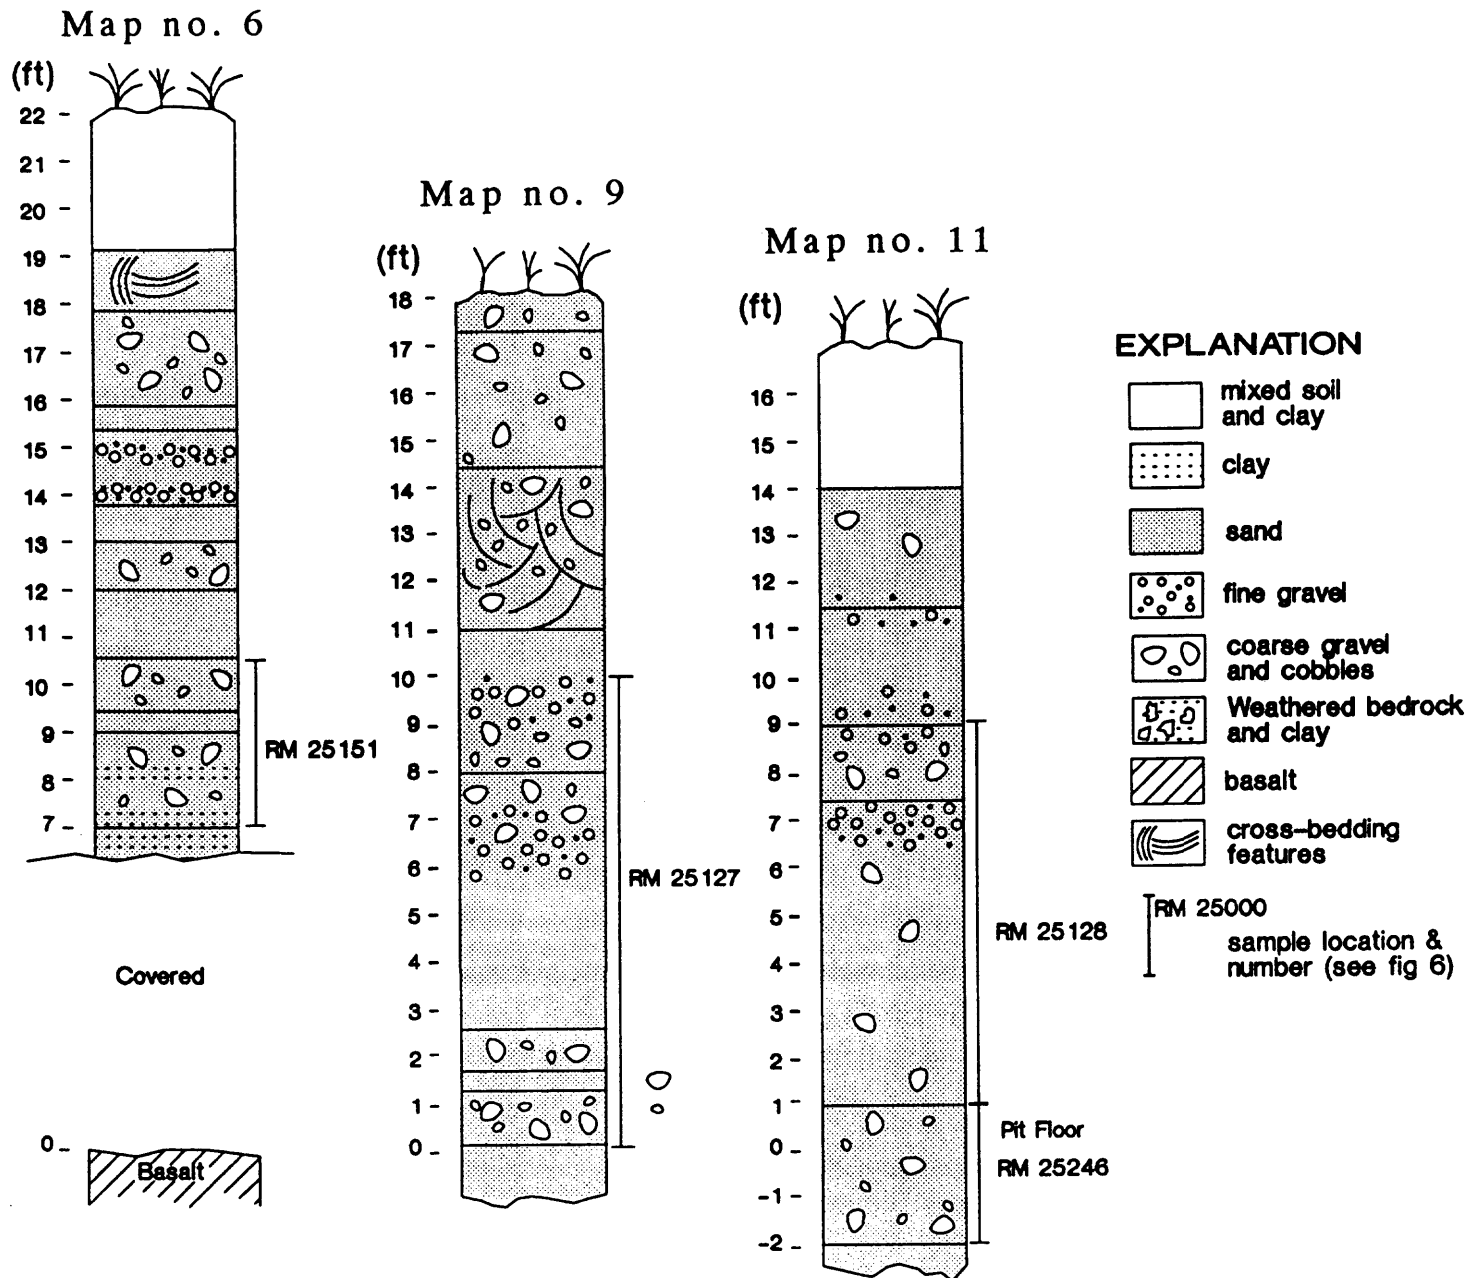 Map no. 6
(ft)
22
21
20
19
18
17
16
15
14
13
12
11
10
9
8
7
0
RM 25151
Covered
Basalt
Map no. 9
(ft)
18
17
16
15
14
13
12
11
10
9
8
7
6
5
4
3
2
1
0
RM 25127
Map no. 11
(ft)
16
15
14
13
12
11
10
9
8
7
6
5
4
3
2
1
0
-1
-2
RM 25128
Pit Floor
RM 25246
EXPLANATION
mixed soil
and clay
clay
sand
fine gravel
coarse gravel
and cobbles
Weathered bedrock
and clay
basalt
cross-bedding
features
RM 25000
sample location &
number (see fig 6)